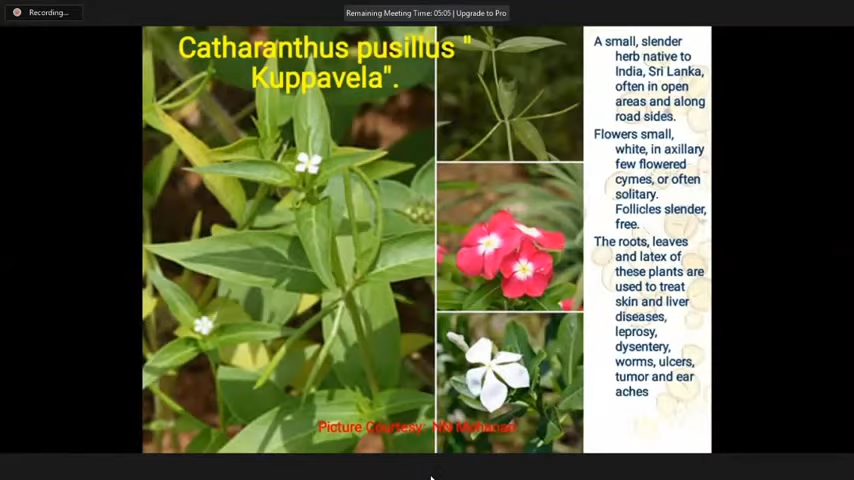 Recording...
Remaining Meeting Time: 05:05 | Upgrade to Pro
Catharanthus pusillus "
Kuppavela".
A small, slender
herb native to
India, Sri Lanka,
often in open
areas and along
road sides.
Flowers small,
white, in axillary
few flowered
cymes, or often
solitary.
Follicles slender,
free.
The roots, leaves
and latex of
these plants are
used to treat
skin and liver
diseases,
leprosy,
dysentery,
worms, ulcers,
tumor and ear
aches
Picture Courtesy: NN Mohanan